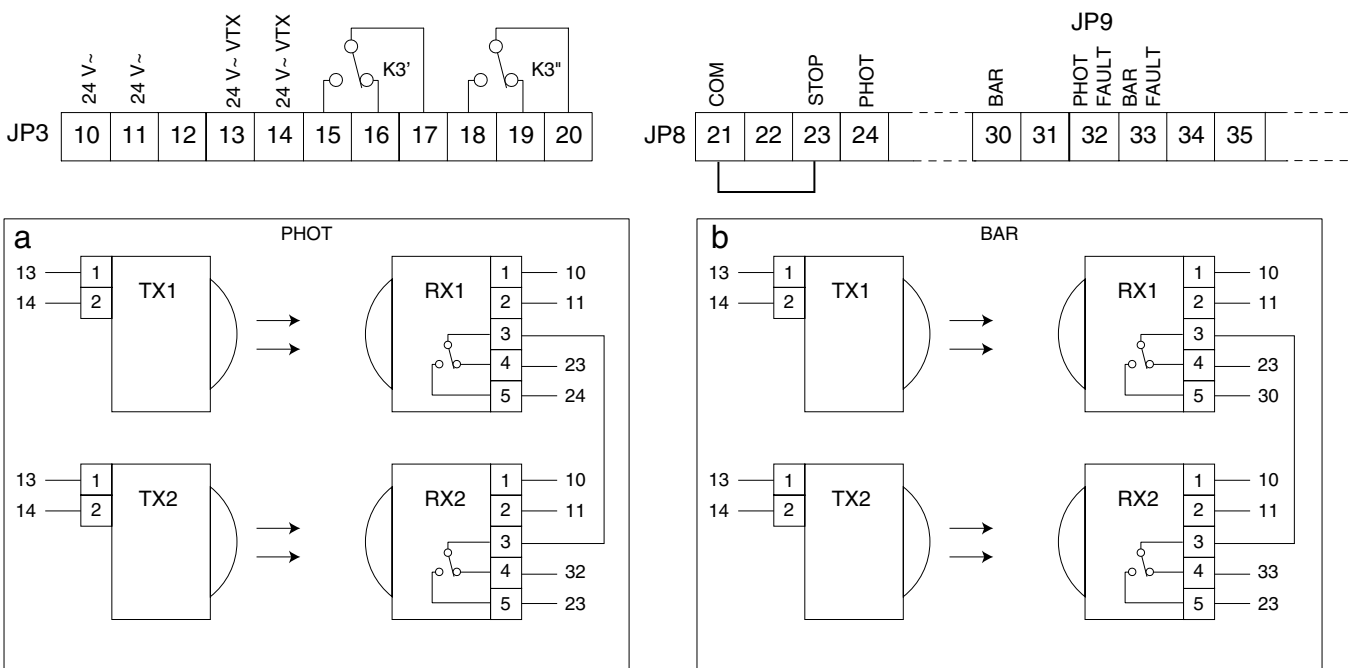 JP9
24 V~ 24 V~ 24 V~ VTX 24 V~ VTX K3' K3" COM STOP PHOT BAR PHOT FAULT BAR FAULT
JP3 10 11 12 13 14 15 16 17 18 19 20
JP8 21 22 23 24 30 31 32 33 34 35
a PHOT
13 1 TX1 RX1 1 10
14 2 2 11
3
4 23
5 24
13 1 TX2 RX2 1 10
14 2 2 11
3
4 32
5 23
b BAR
13 1 TX1 RX1 1 10
14 2 2 11
3
4 23
5 30
13 1 TX2 RX2 1 10
14 2 2 11
3
4 33
5 23